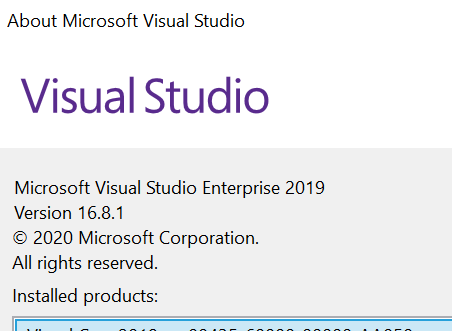 About Microsoft Visual Studio
Visual Studio
Microsoft Visual Studio Enterprise 2019
Version 16.8.1
© 2020 Microsoft Corporation.
All rights reserved.
Installed products: